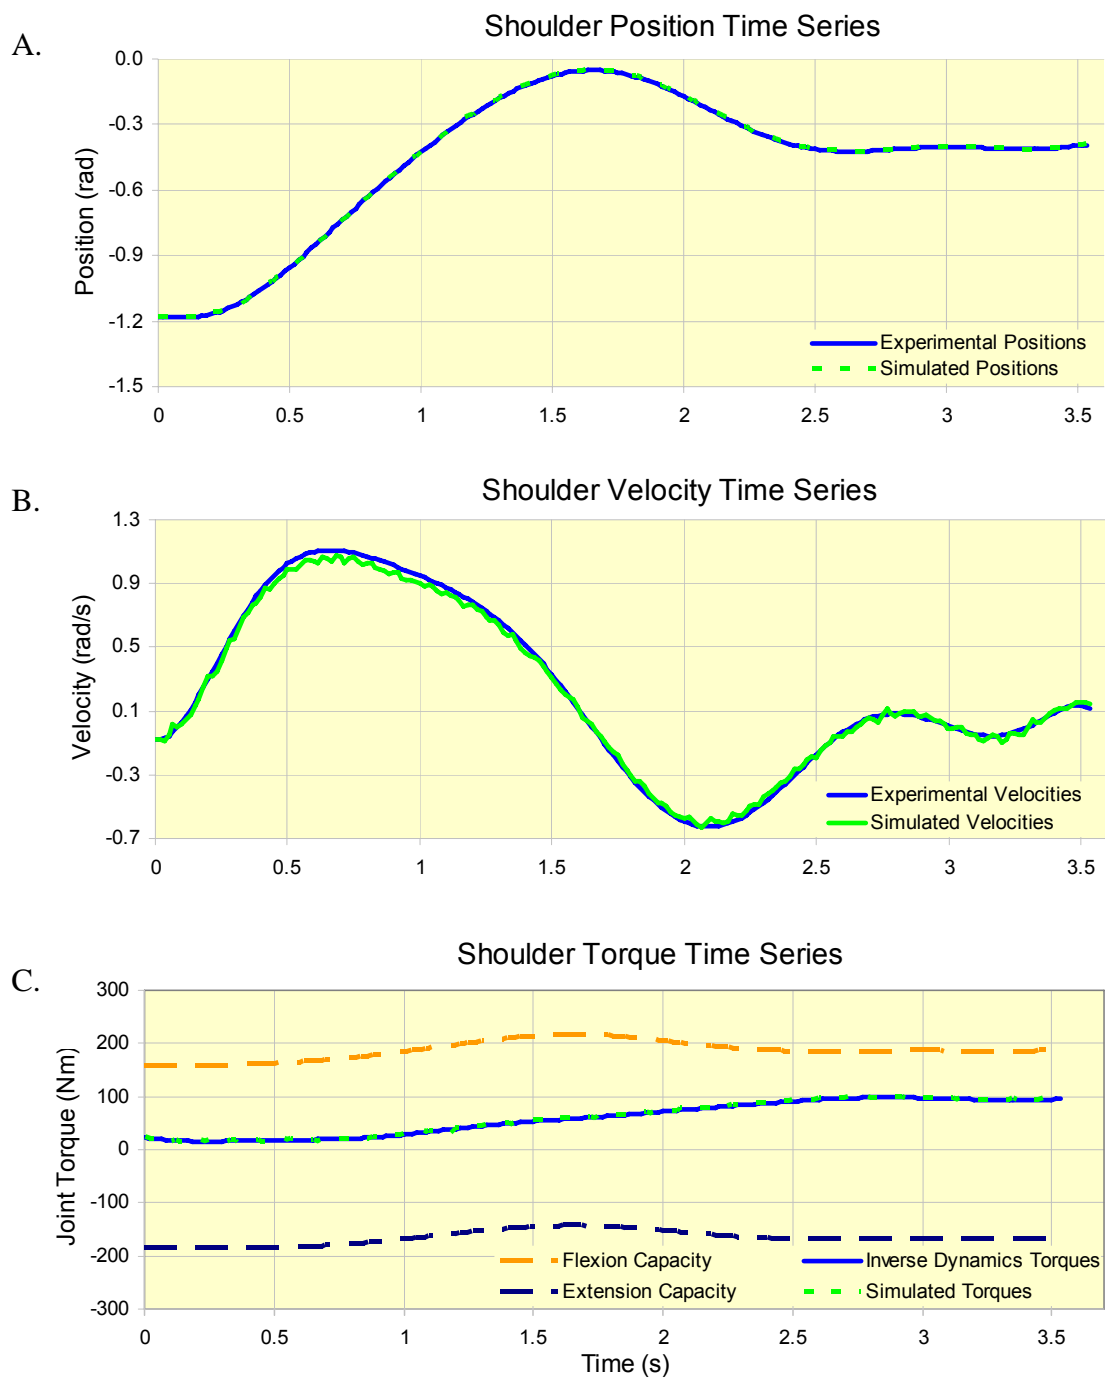 A.
Shoulder Position Time Series
Position (rad)
0.0
-0.3
-0.6
-0.9
-1.2
-1.5
Experimental Positions
Simulated Positions
0 0.5 1 1.5 2 2.5 3 3.5
B.
Shoulder Velocity Time Series
Velocity (rad/s)
1.3
0.9
0.5
0.1
-0.3
-0.7
Experimental Velocities
Simulated Velocities
0 0.5 1 1.5 2 2.5 3 3.5
C.
Shoulder Torque Time Series
Joint Torque (Nm)
300
200
100
0
-100
-200
-300
Flexion Capacity Inverse Dynamics Torques
Extension Capacity Simulated Torques
0 0.5 1 1.5 2 2.5 3 3.5
Time (s)